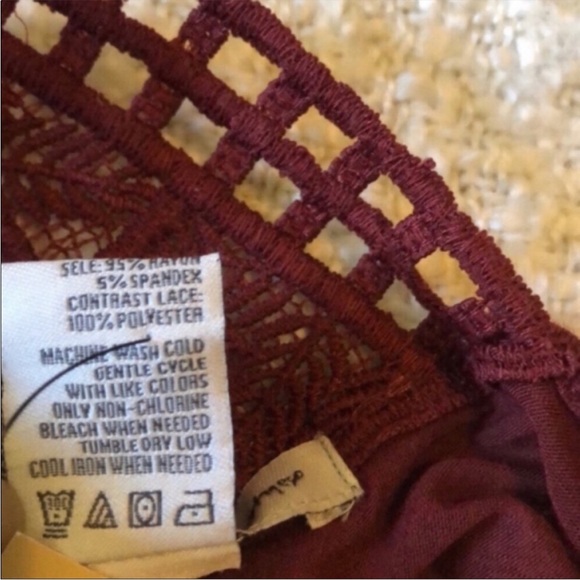 SELF: 95% RAYON
5% SPANDEX
CONTRAST LACE:
100% POLYESTER
MACHINE WASH COLD
GENTLE CYCLE
WITH LIKE COLORS
ONLY NON-CHLORINE
BLEACH WHEN NEEDED
TUMBLE DRY LOW
COOL IRON WHEN NEEDED
30C